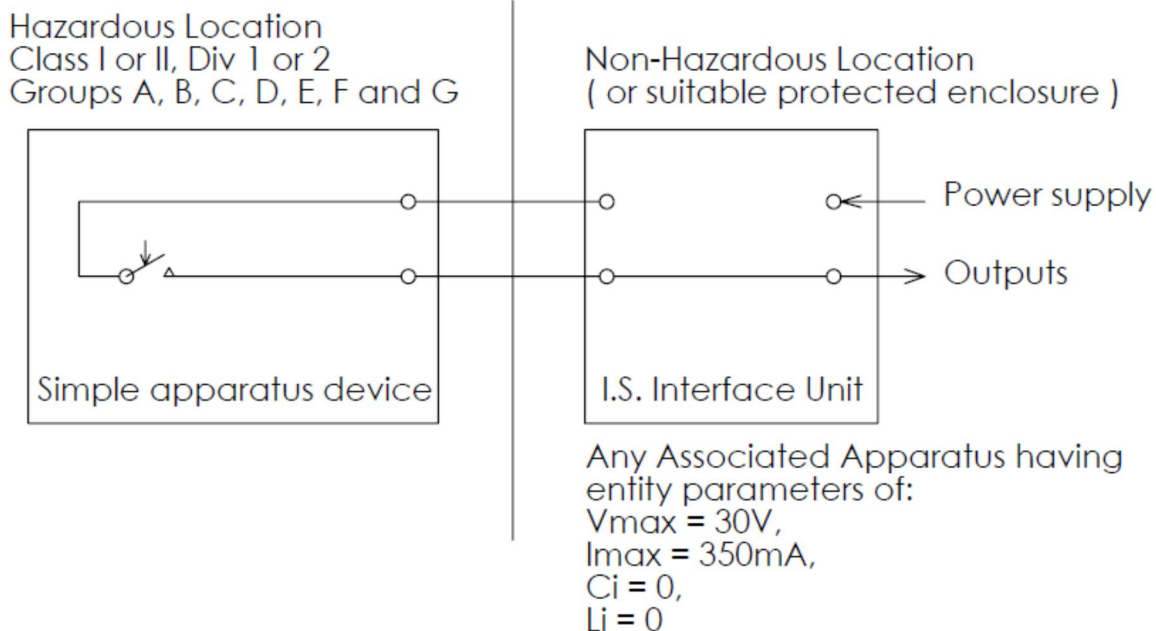 Hazardous Location
Class I or II, Div 1 or 2
Groups A, B, C, D, E, F and G
Non-Hazardous Location
( or suitable protected enclosure )
Power supply
Outputs
Simple apparatus device
I.S. Interface Unit
Any Associated Apparatus having
entity parameters of:
Vmax = 30V,
Imax = 350mA,
Ci = 0,
Li = 0